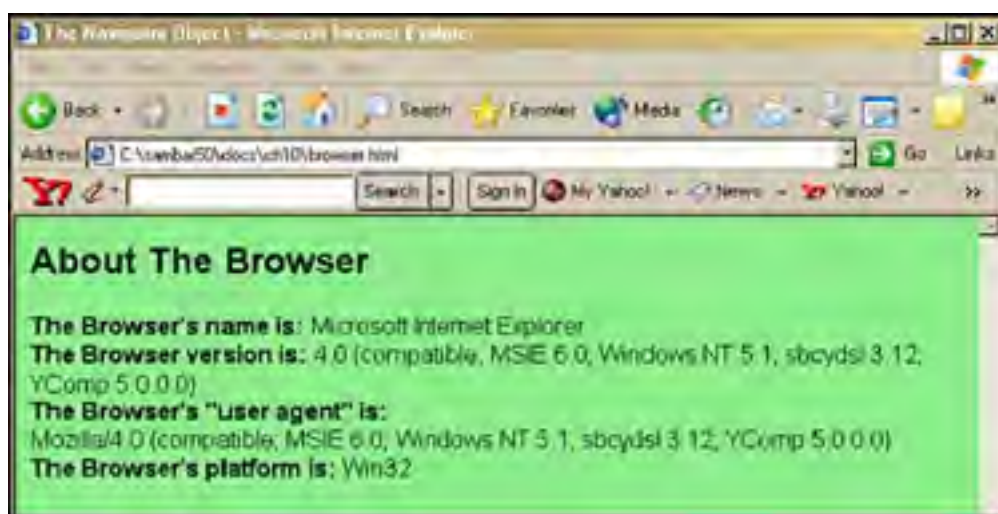 The Navigator Object - Microsoft Internet Explorer
Back Search Favorites Media
Address C:\sambar50\docs\ch10\browser.html Go Links
Y7 Search Sign In My Yahoo! News Yahoo! >>
About The Browser
The Browser's name is: Microsoft Internet Explorer
The Browser version is: 4.0 (compatible; MSIE 6.0; Windows NT 5.1; sbcydsl 3.12;
YComp 5.0.0.0)
The Browser's "user agent" is:
Mozilla/4.0 (compatible; MSIE 6.0; Windows NT 5.1; sbcydsl 3.12; YComp 5.0.0.0)
The Browser's platform is: Win32